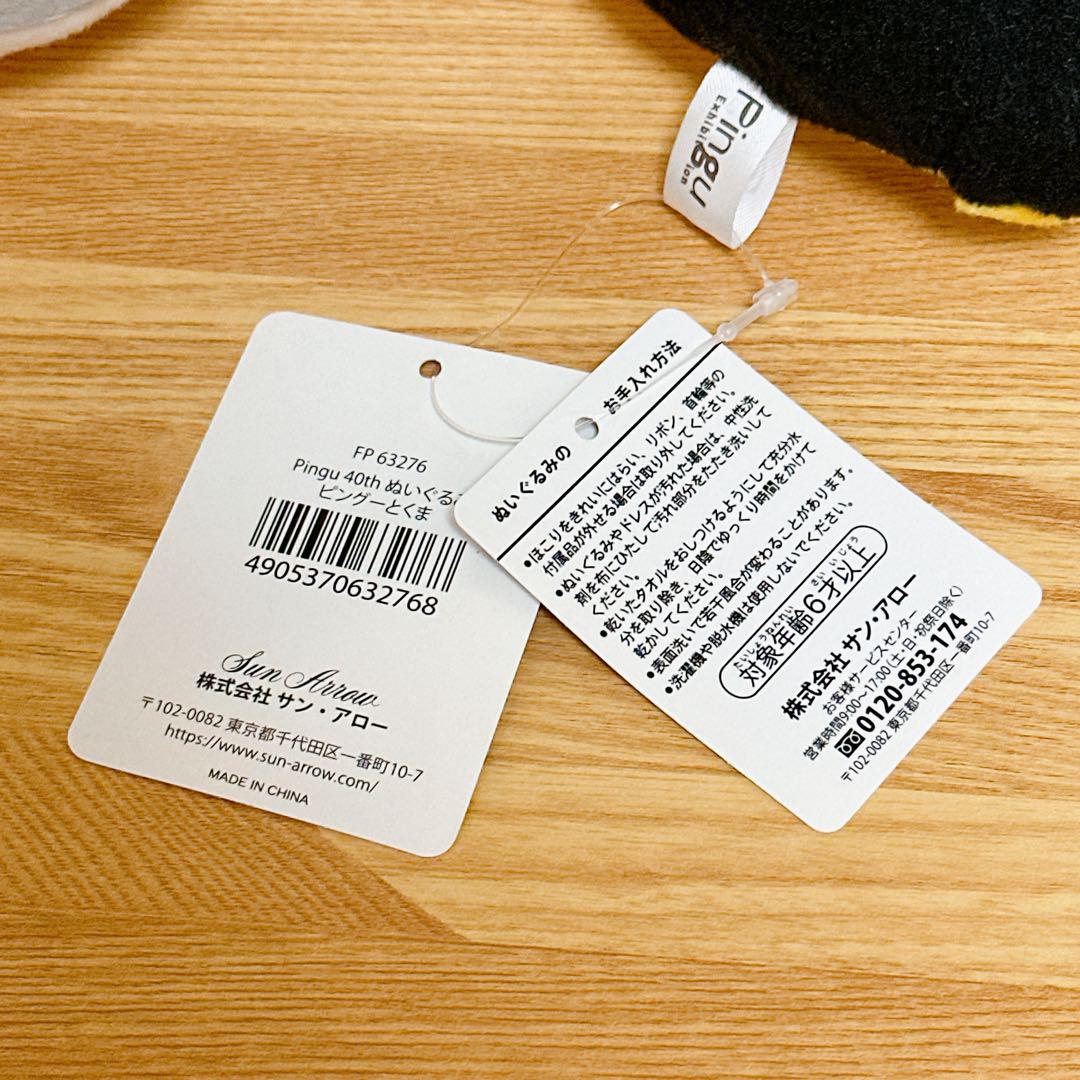 Pingu
Exhibition
FP 63276
Pingu 40th ぬいぐるみ
ピングーとくま
4905370632768
Sun Arrow
株式会社 サン・アロー
〒102-0082 東京都千代田区一番町10-7
https://www.sun-arrow.com/
MADE IN CHINA
ぬいぐるみの お手入れ方法
•ほこりをきれいにはらい、リボン、首輪等の
付属品が外せる場合は取り外してください。
•ぬいぐるみやドレスが汚れた場合は、中性洗
剤を布にひたして汚れ部分をたたき洗いして
ください。
•乾いたタオルをおしつけるようにして充分水
分を取り除き、日陰でゆっくり時間をかけて
乾かしてください。
•表面洗いで若干風合が変わることがあります。
•洗濯機や脱水機は使用しないでください。
たいしょうねんれい さい いじょう
対象年齢6才以上
株式会社 サン・アロー
お客様サービスセンター
営業時間9:00〜17:00(土・日・祝祭日除く)
0120-853-174
〒102-0082 東京都千代田区一番町10-7